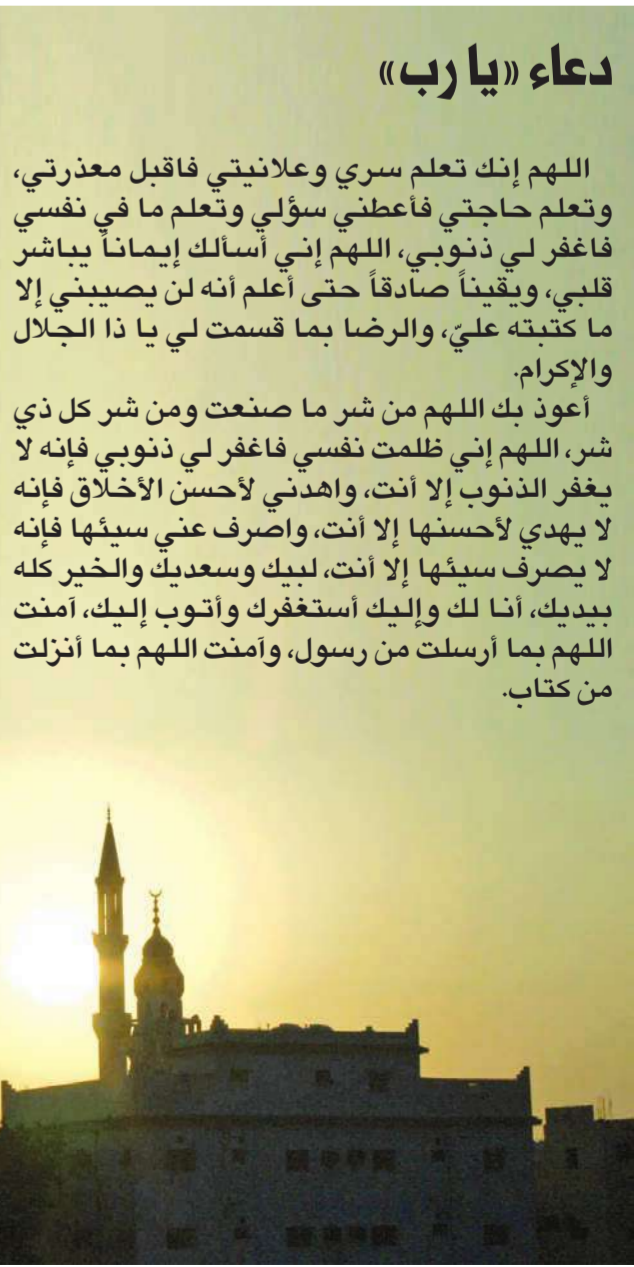 دعاء «يا رب»
اللهم إنك تعلم سري وعلانيتي فاقبل معذرتي،
وتعلم حاجتي فأعطني سؤلي وتعلم ما في نفسي
فاغفر لي ذنوبي، اللهم إني أسألك إيماناً يباشر
قلبي، ويقيناً صادقاً حتى أعلم أنه لن يصيبني إلا
ما كتبته عليّ، والرضا بما قسمت لي يا ذا الجلال
والإكرام.
أعوذ بك اللهم من شر ما صنعت ومن شر كل ذي
شر، اللهم إني ظلمت نفسي فاغفر لي ذنوبي فإنه لا
يغفر الذنوب إلا أنت، واهدني لأحسن الأخلاق فإنه
لا يهدي لأحسنها إلا أنت، واصرف عني سيئها فإنه
لا يصرف سيئها إلا أنت، لبيك وسعديك والخير كله
بيديك، أنا لك وإليك أستغفرك وأتوب إليك، آمنت
اللهم بما أرسلت من رسول، وآمنت اللهم بما أنزلت
من كتاب.